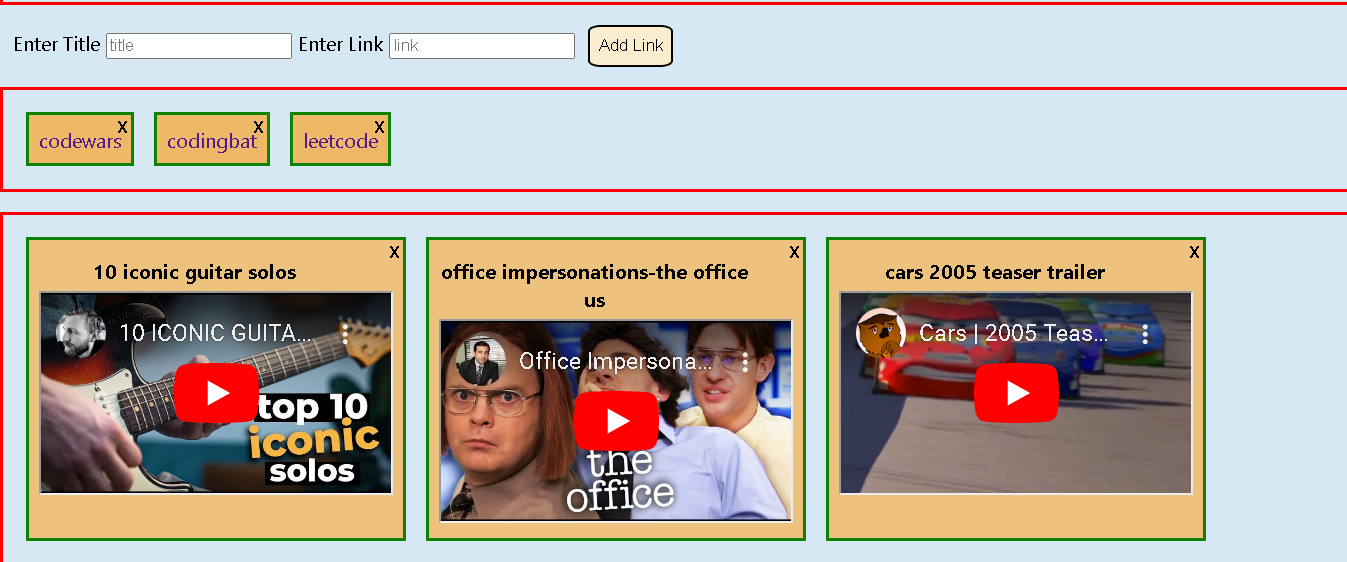 Enter Title title Enter Link link Add Link
X X X
codewars codingbat leetcode
X
10 iconic guitar solos
10 ICONIC GUITA...
top 10
iconic
solos
X
office impersonations-the office
us
Office Impersona...
the
office
X
cars 2005 teaser trailer
Cars | 2005 Teas...